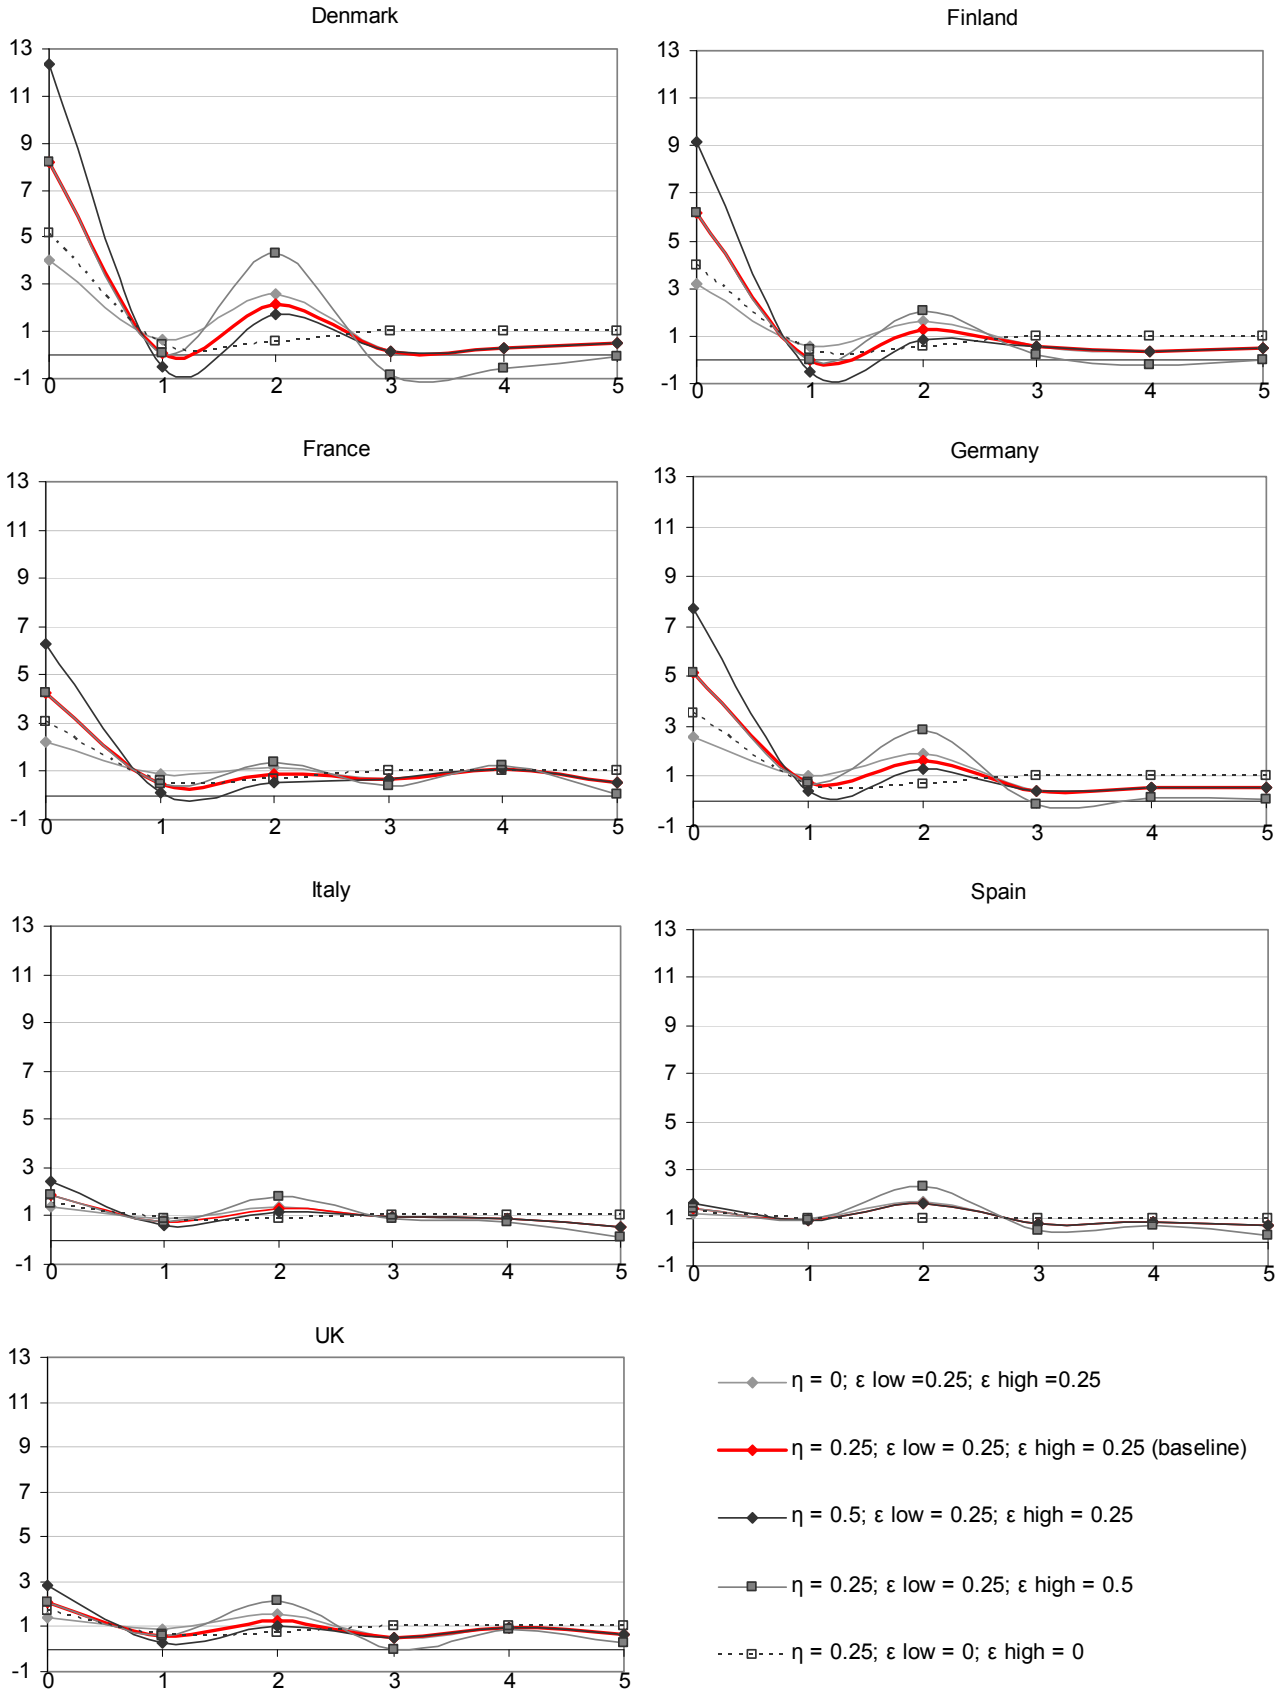 Denmark
13
11
9
7
5
3
1
-1
0 1 2 3 4 5
Finland
13
11
9
7
5
3
1
-1
0 1 2 3 4 5
France
13
11
9
7
5
3
1
-1
0 1 2 3 4 5
Germany
13
11
9
7
5
3
1
-1
0 1 2 3 4 5
Italy
13
11
9
7
5
3
1
-1
0 1 2 3 4 5
Spain
13
11
9
7
5
3
1
-1
0 1 2 3 4 5
UK
13
11
9
7
5
3
1
-1
0 1 2 3 4 5
η = 0; ε low =0.25; ε high =0.25
η = 0.25; ε low = 0.25; ε high = 0.25 (baseline)
η = 0.5; ε low = 0.25; ε high = 0.25
η = 0.25; ε low = 0.25; ε high = 0.5
η = 0.25; ε low = 0; ε high = 0